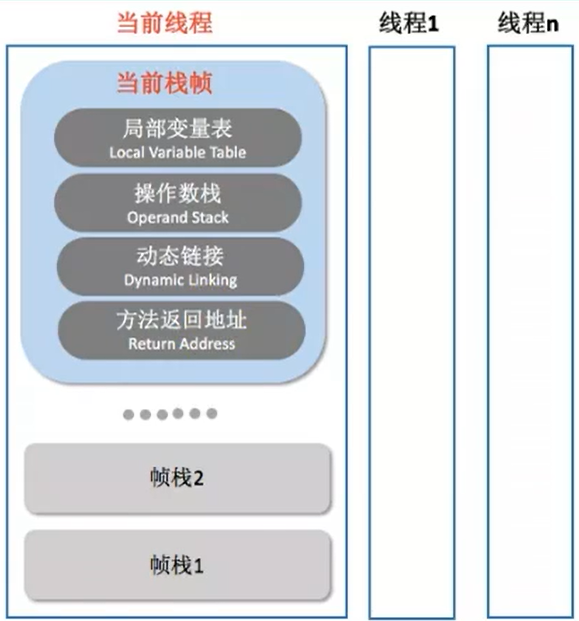 当前线程
线程1
线程n
当前栈帧
局部变量表
Local Variable Table
操作数栈
Operand Stack
动态链接
Dynamic Linking
方法返回地址
Return Address
帧栈2
帧栈1